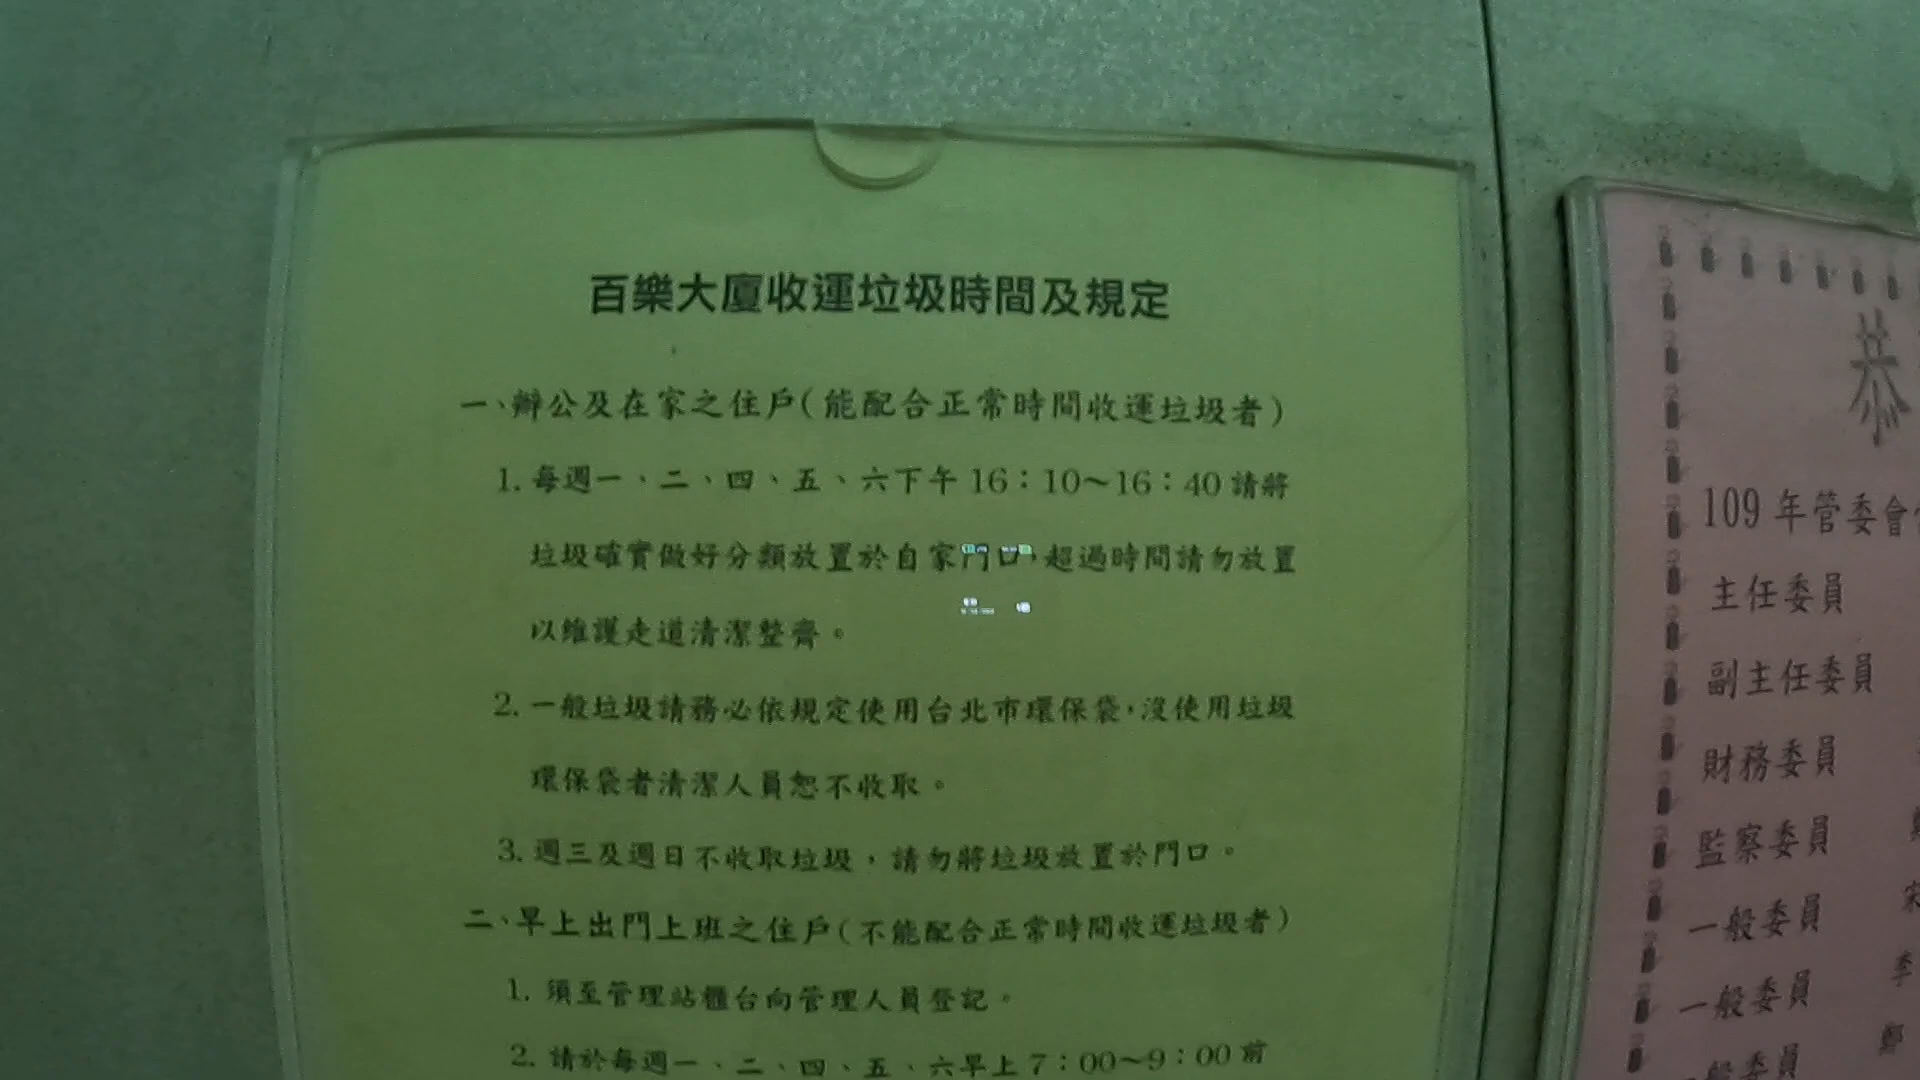 百樂大廈收運垃圾時間及規定
一、辦公及在家之住戶(能配合正常時間收運垃圾者)
1. 每週一、二、四、五、六下午 16：10～16：40 請將
垃圾確實做好分類放置於自家門口，超過時間請勿放置
以維護走道清潔整齊。
2. 一般垃圾請務必依規定使用台北市環保袋，沒使用垃圾
環保袋者清潔人員恕不收取。
3. 週三及週日不收取垃圾，請勿將垃圾放置於門口。
二、早上出門上班之住戶(不能配合正常時間收運垃圾者)
1. 須至管理站櫃台向管理人員登記。
2. 請於每週一、二、四、五、六早上 7：00～9：00 前
恭
109 年管委會
主任委員
副主任委員
財務委員
監察委員
一般委員
一般委員 李
一般委員 鄭